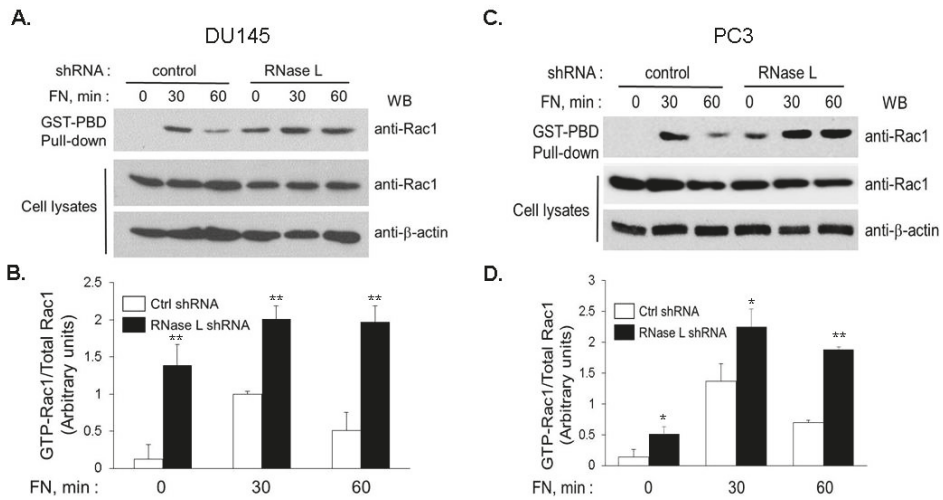 A.
DU145
shRNA : control RNase L
FN, min : 0 30 60 0 30 60 WB
GST-PBD
Pull-down
anti-Rac1
Cell lysates
anti-Rac1
anti-β-actin
B.
GTP-Rac1/Total Rac1
(Arbitrary units)
2.5
2
1.5
1
0.5
0
Ctrl shRNA
RNase L shRNA
** ** **
FN, min : 0 30 60
C.
PC3
shRNA : control RNase L
FN, min : 0 30 60 0 30 60 WB
GST-PBD
Pull-down
anti-Rac1
Cell lysates
anti-Rac1
anti-β-actin
D.
GTP-Rac1/Total Rac1
(Arbitrary units)
3
2.5
2
1.5
1
0.5
0
Ctrl shRNA
RNase L shRNA
* * **
FN, min : 0 30 60